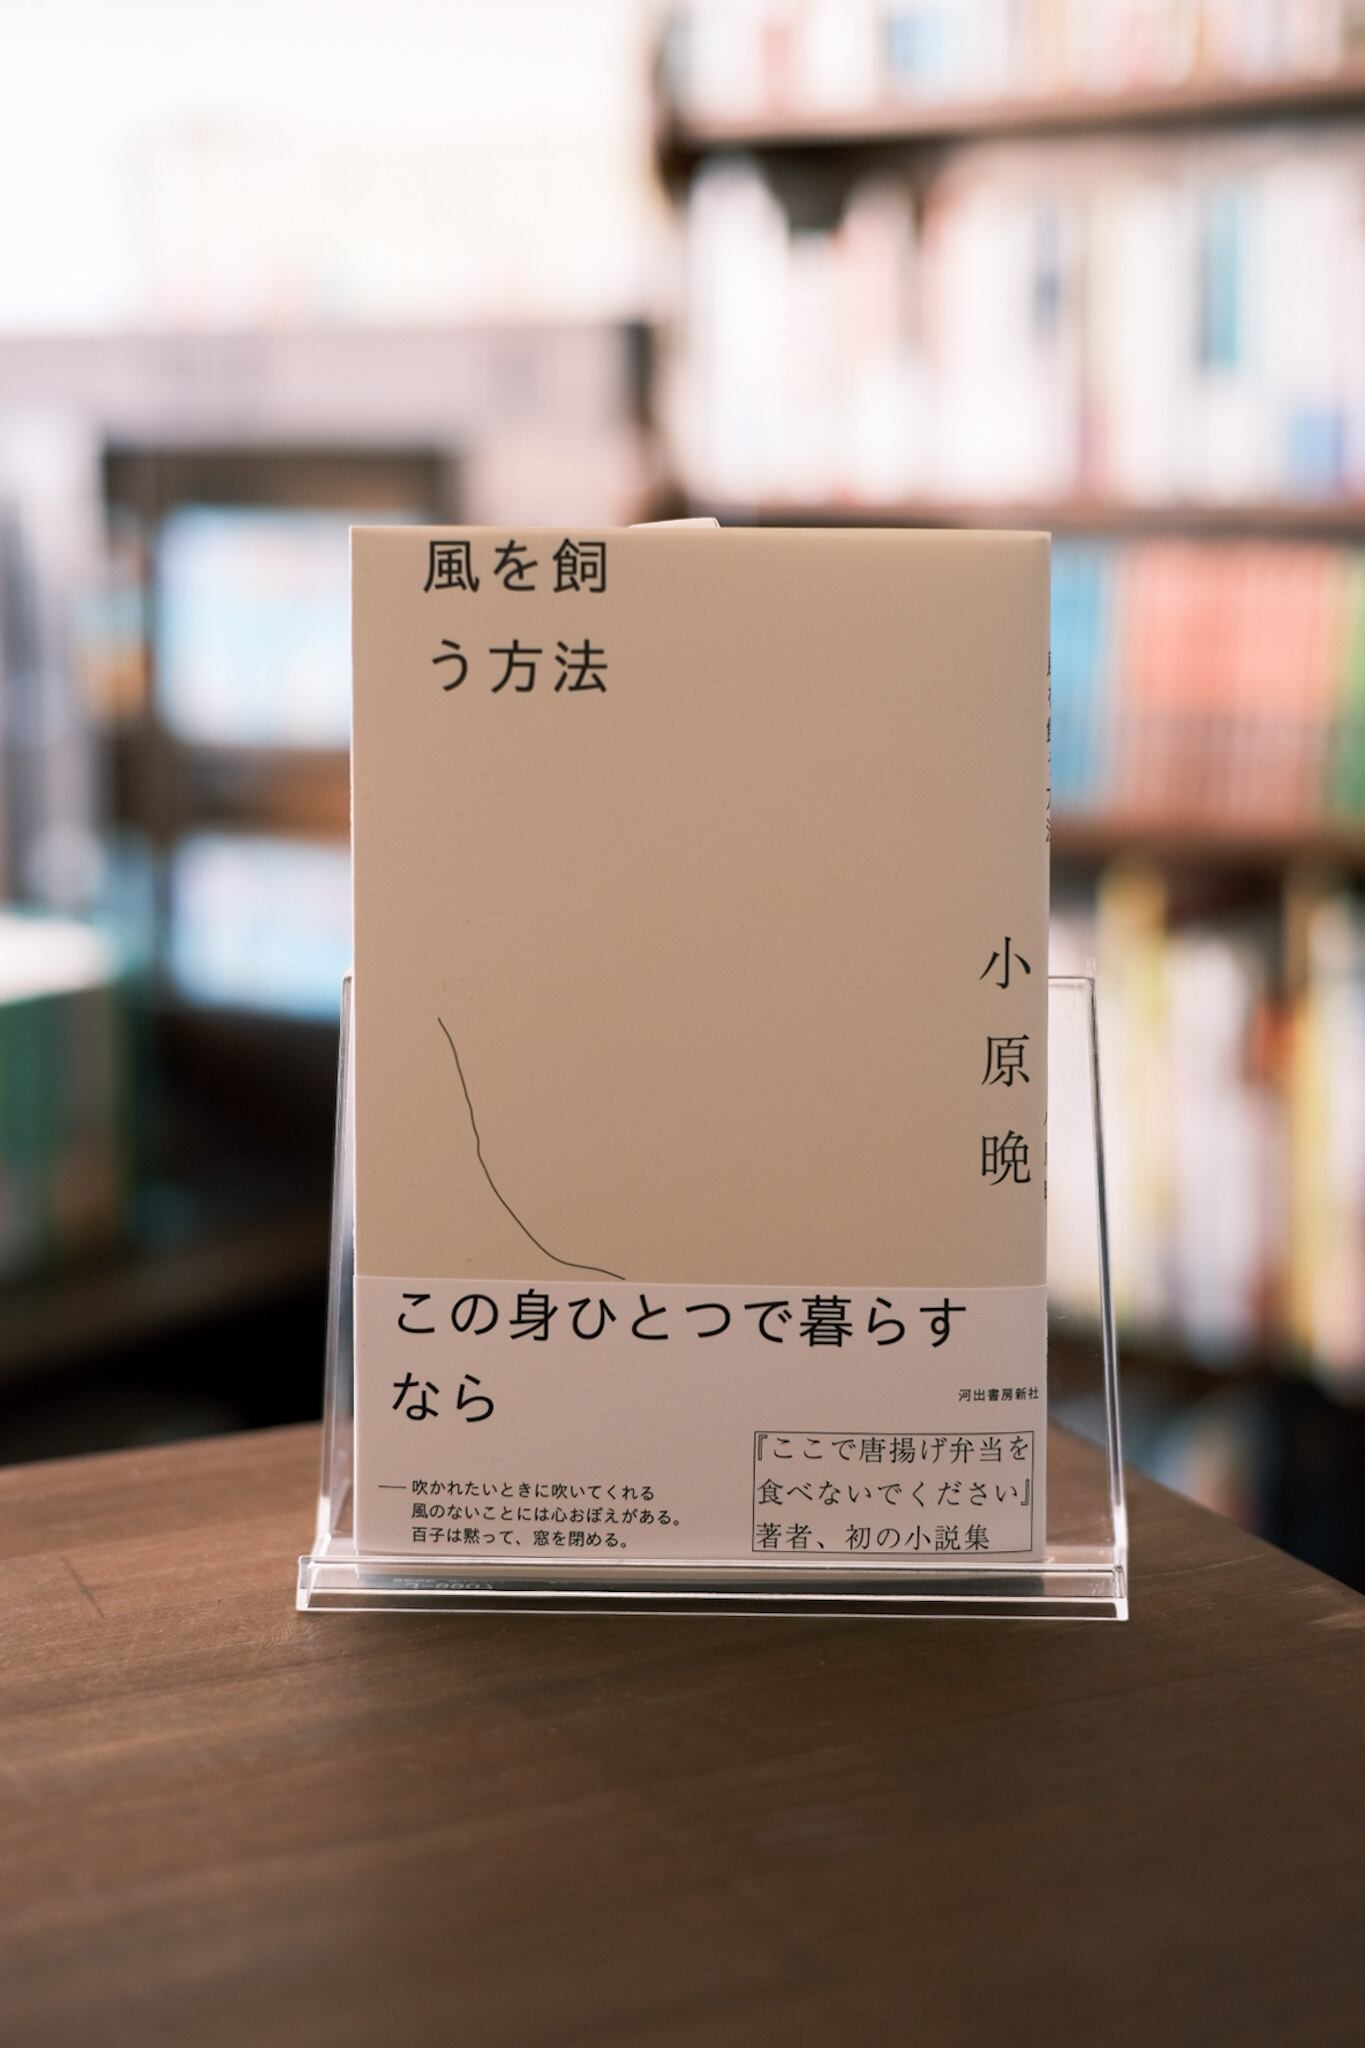 風を飼
う方法
小原晩
この身ひとつで暮らす
なら
河出書房新社
――吹かれたいときに吹いてくれる
風のないことには心おぼえがある。
百子は黙って、窓を閉める。
『ここで唐揚げ弁当を
食べないでください』
著者、初の小説集